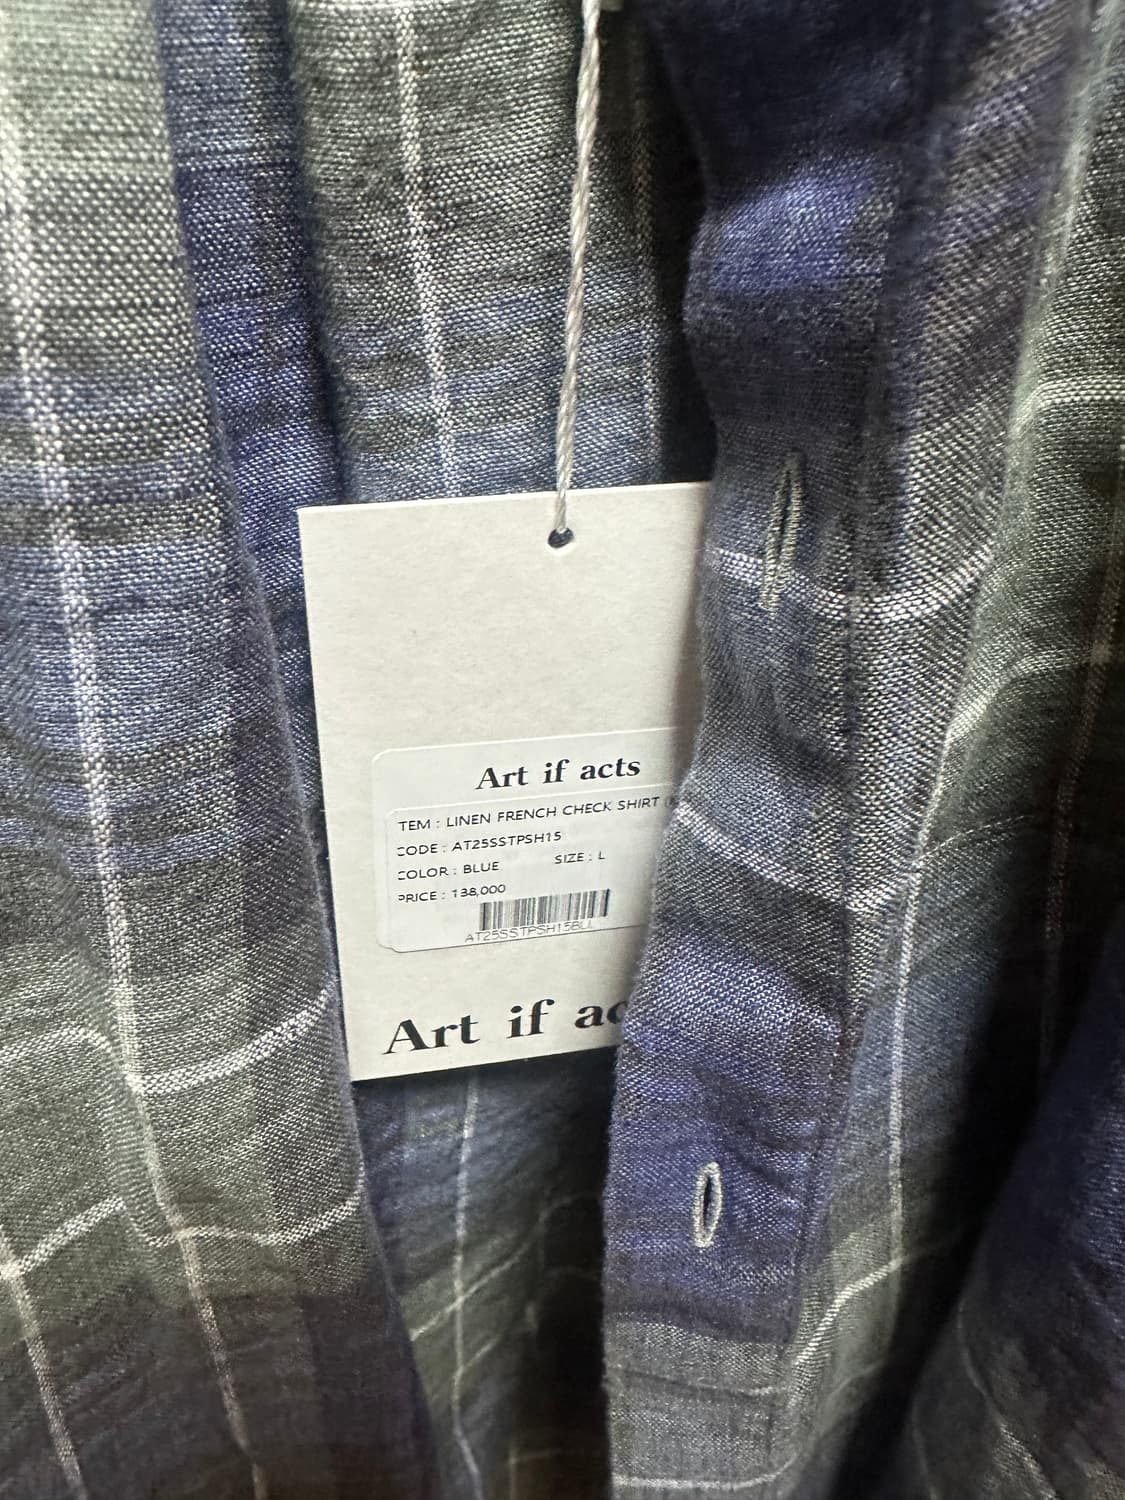 Art if acts
TEM : LINEN FRENCH CHECK SHIRT (
CODE : AT25SSTPSH15
COLOR : BLUE SIZE : L
PRICE : 138,000
AT25SSTPSH15BLL
Art if ac